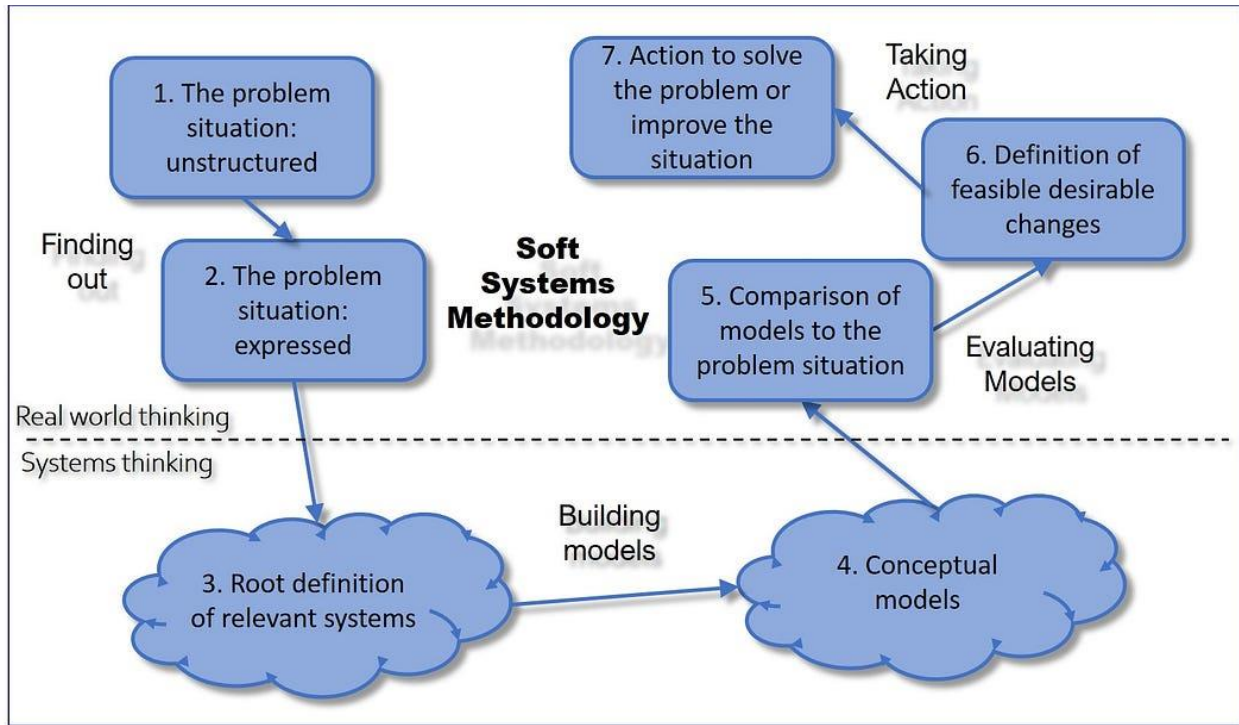 1. The problem
situation:
unstructured
Finding
out
2. The problem
situation:
expressed
Soft
Systems
Methodology
7. Action to solve
the problem or
improve the
situation
Taking
Action
6. Definition of
feasible desirable
changes
5. Comparison of
models to the
problem situation
Evaluating
Models
Real world thinking
Systems thinking
3. Root definition
of relevant systems
Building
models
4. Conceptual
models